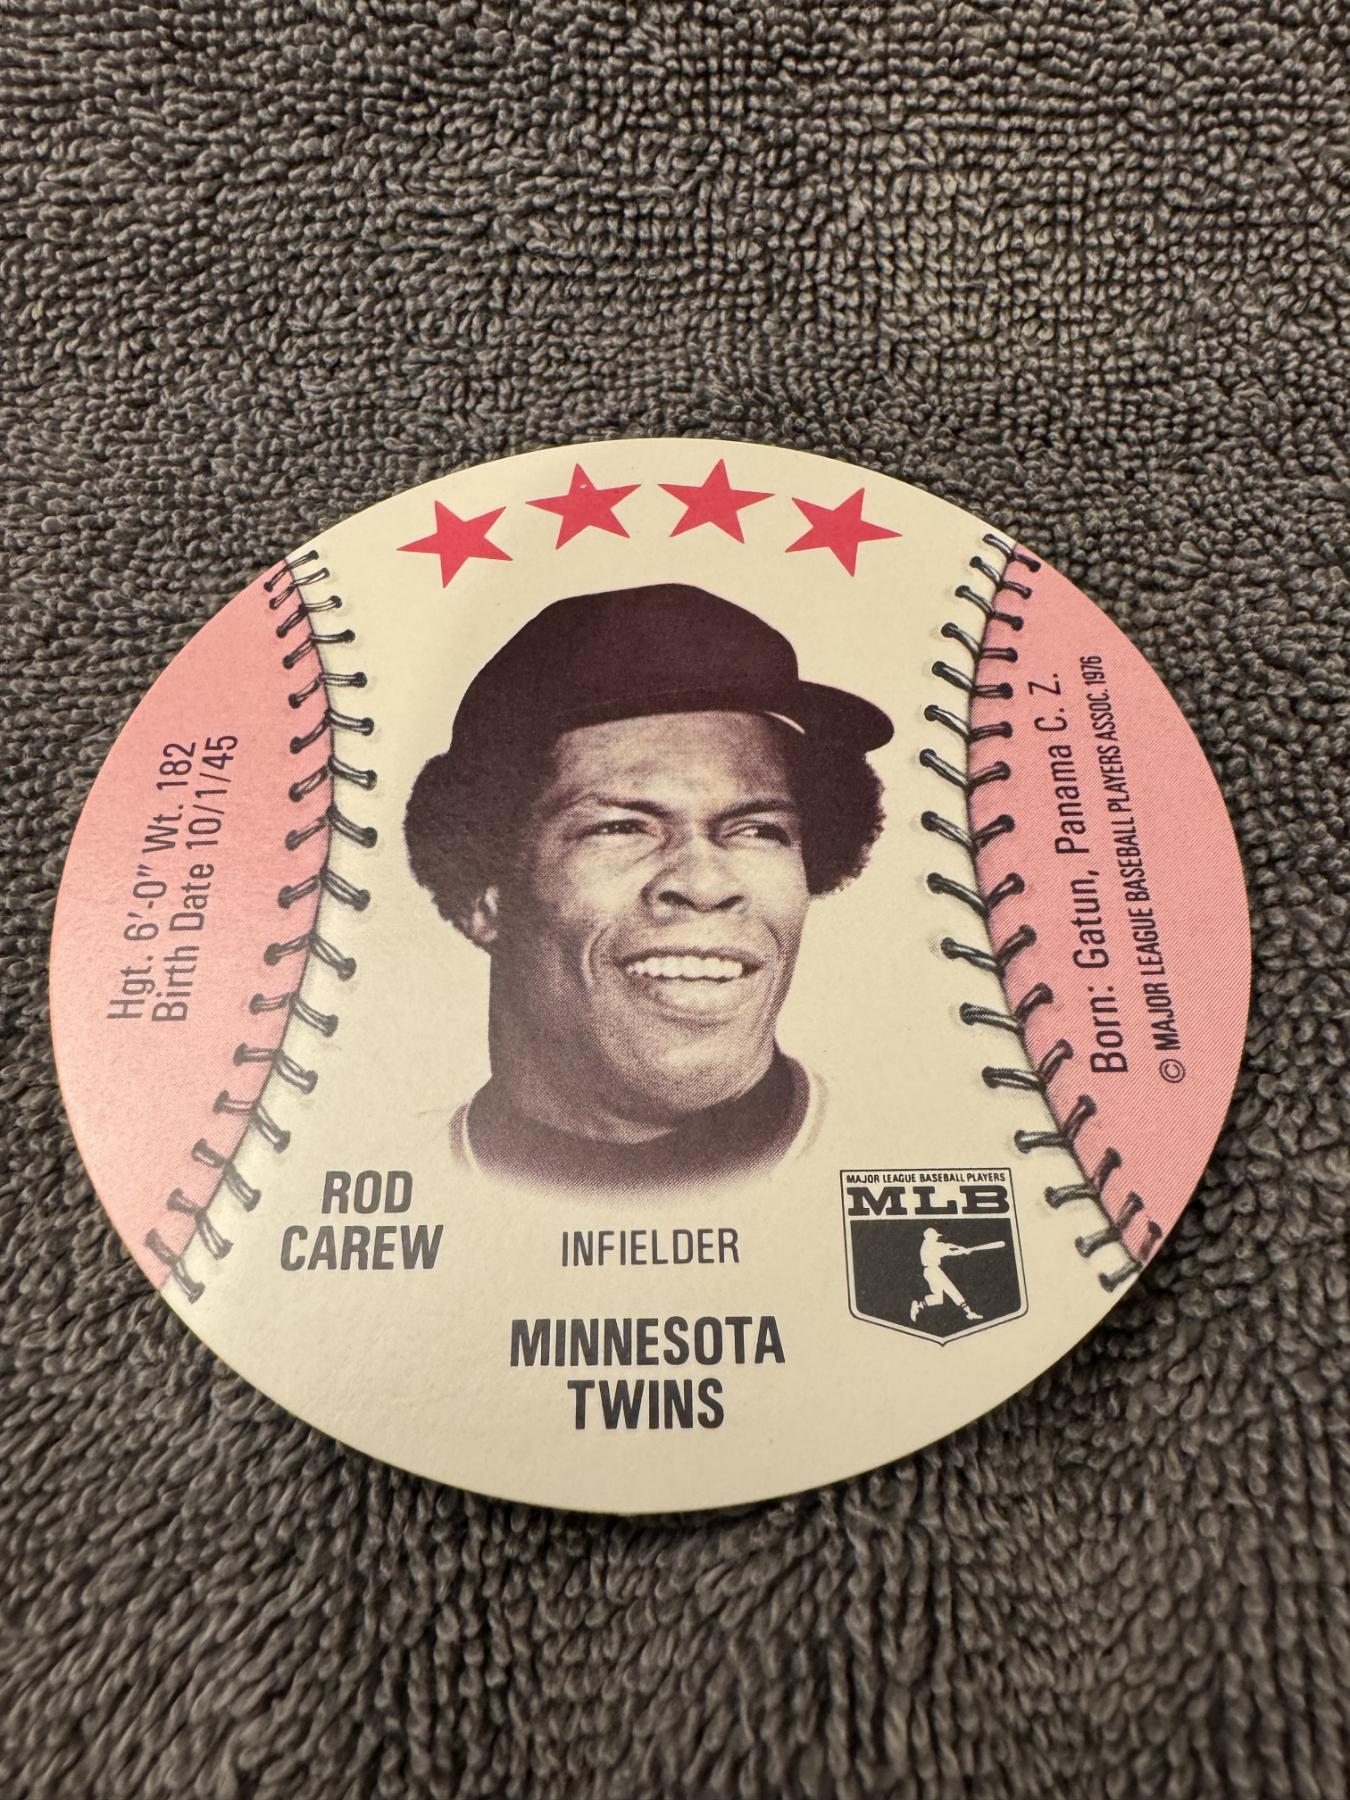 Hgt. 6'-0" Wt. 182
Birth Date 10/1/45
Born: Gatun, Panama C. Z.
© MAJOR LEAGUE BASEBALL PLAYERS ASSOC. 1976
ROD
CAREW
INFIELDER
MINNESOTA
TWINS
MAJOR LEAGUE BASEBALL PLAYERS
MLB